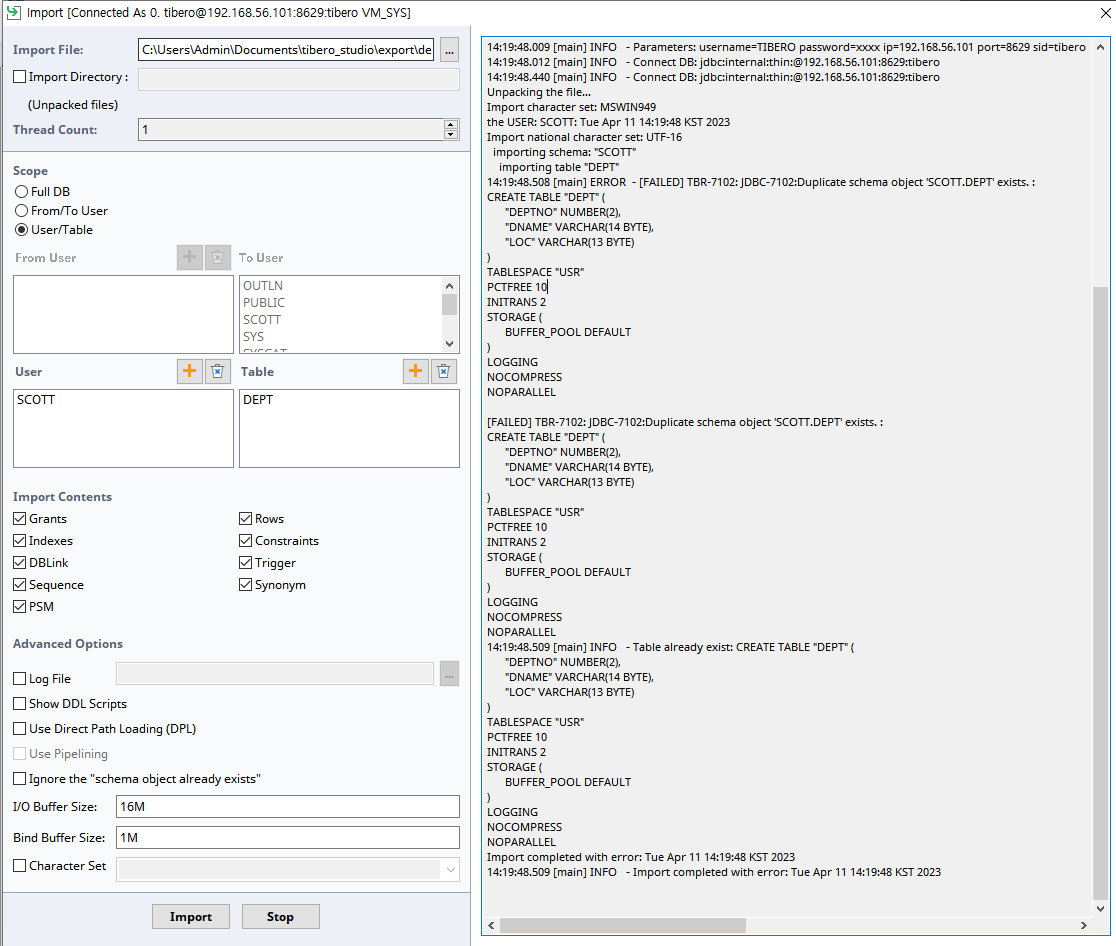 Import [Connected As 0. tibero@192.168.56.101:8629:tibero VM_SYS]
Import File:
C:\Users\Admin\Documents\tibero_studio\export\de
...
Import Directory :
(Unpacked files)
Thread Count:
1
Scope
Full DB
From/To User
User/Table
From User
To User
OUTLN
PUBLIC
SCOTT
SYS
SYSCAT
User
Table
SCOTT
DEPT
Import Contents
Grants
Rows
Indexes
Constraints
DBLink
Trigger
Sequence
Synonym
PSM
Advanced Options
Log File
...
Show DDL Scripts
Use Direct Path Loading (DPL)
Use Pipelining
Ignore the "schema object already exists"
I/O Buffer Size:
16M
Bind Buffer Size:
1M
Character Set
Import
Stop
14:19:48.009 [main] INFO - Parameters: username=TIBERO password=xxxx ip=192.168.56.101 port=8629 sid=tibero
14:19:48.012 [main] INFO - Connect DB: jdbc:internal:thin:@192.168.56.101:8629:tibero
14:19:48.440 [main] INFO - Connect DB: jdbc:internal:thin:@192.168.56.101:8629:tibero
Unpacking the file...
Import character set: MSWIN949
the USER: SCOTT: Tue Apr 11 14:19:48 KST 2023
Import national character set: UTF-16
importing schema: "SCOTT"
importing table "DEPT"
14:19:48.508 [main] ERROR - [FAILED] TBR-7102: JDBC-7102:Duplicate schema object 'SCOTT.DEPT' exists. :
CREATE TABLE "DEPT" (
"DEPTNO" NUMBER(2),
"DNAME" VARCHAR(14 BYTE),
"LOC" VARCHAR(13 BYTE)
)
TABLESPACE "USR"
PCTFREE 10
INITRANS 2
STORAGE (
BUFFER_POOL DEFAULT
)
LOGGING
NOCOMPRESS
NOPARALLEL
[FAILED] TBR-7102: JDBC-7102:Duplicate schema object 'SCOTT.DEPT' exists. :
CREATE TABLE "DEPT" (
"DEPTNO" NUMBER(2),
"DNAME" VARCHAR(14 BYTE),
"LOC" VARCHAR(13 BYTE)
)
TABLESPACE "USR"
PCTFREE 10
INITRANS 2
STORAGE (
BUFFER_POOL DEFAULT
)
LOGGING
NOCOMPRESS
NOPARALLEL
14:19:48.509 [main] INFO - Table already exist: CREATE TABLE "DEPT" (
"DEPTNO" NUMBER(2),
"DNAME" VARCHAR(14 BYTE),
"LOC" VARCHAR(13 BYTE)
)
TABLESPACE "USR"
PCTFREE 10
INITRANS 2
STORAGE (
BUFFER_POOL DEFAULT
)
LOGGING
NOCOMPRESS
NOPARALLEL
Import completed with error: Tue Apr 11 14:19:48 KST 2023
14:19:48.509 [main] INFO - Import completed with error: Tue Apr 11 14:19:48 KST 2023